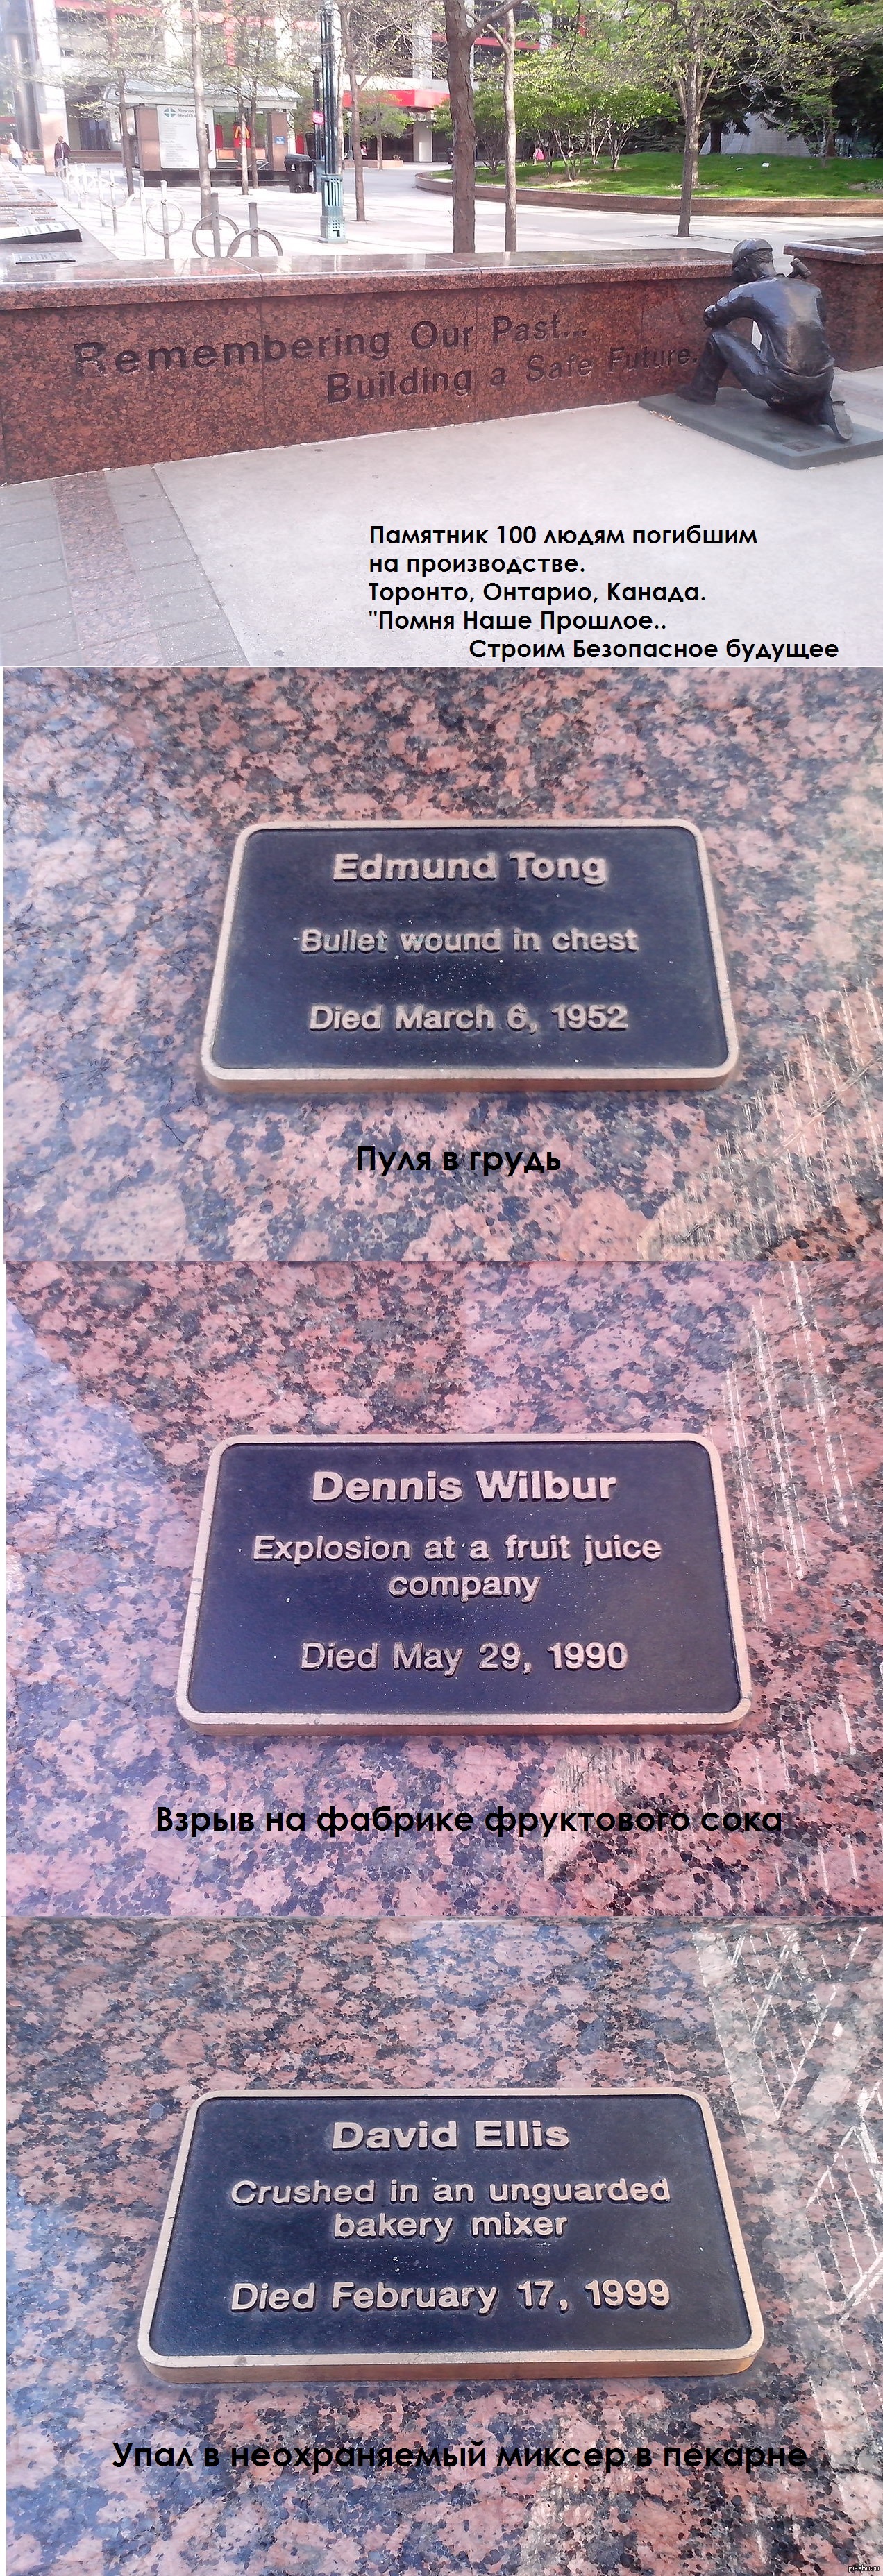 Remembering Our Past...
Building a Safe Future.
Памятник 100 людям погибшим
на производстве.
Торонто, Онтарио, Канада.
"Помня Наше Прошлое..
Строим Безопасное будущее
Edmund Tong
Bullet wound in chest
Died March 6, 1952
Пуля в грудь
Dennis Wilbur
Explosion at a fruit juice
company
Died May 29, 1990
Взрыв на фабрике фруктового сока
David Ellis
Crushed in an unguarded
bakery mixer
Died February 17, 1999
Упал в неохраняемый миксер в пекарне